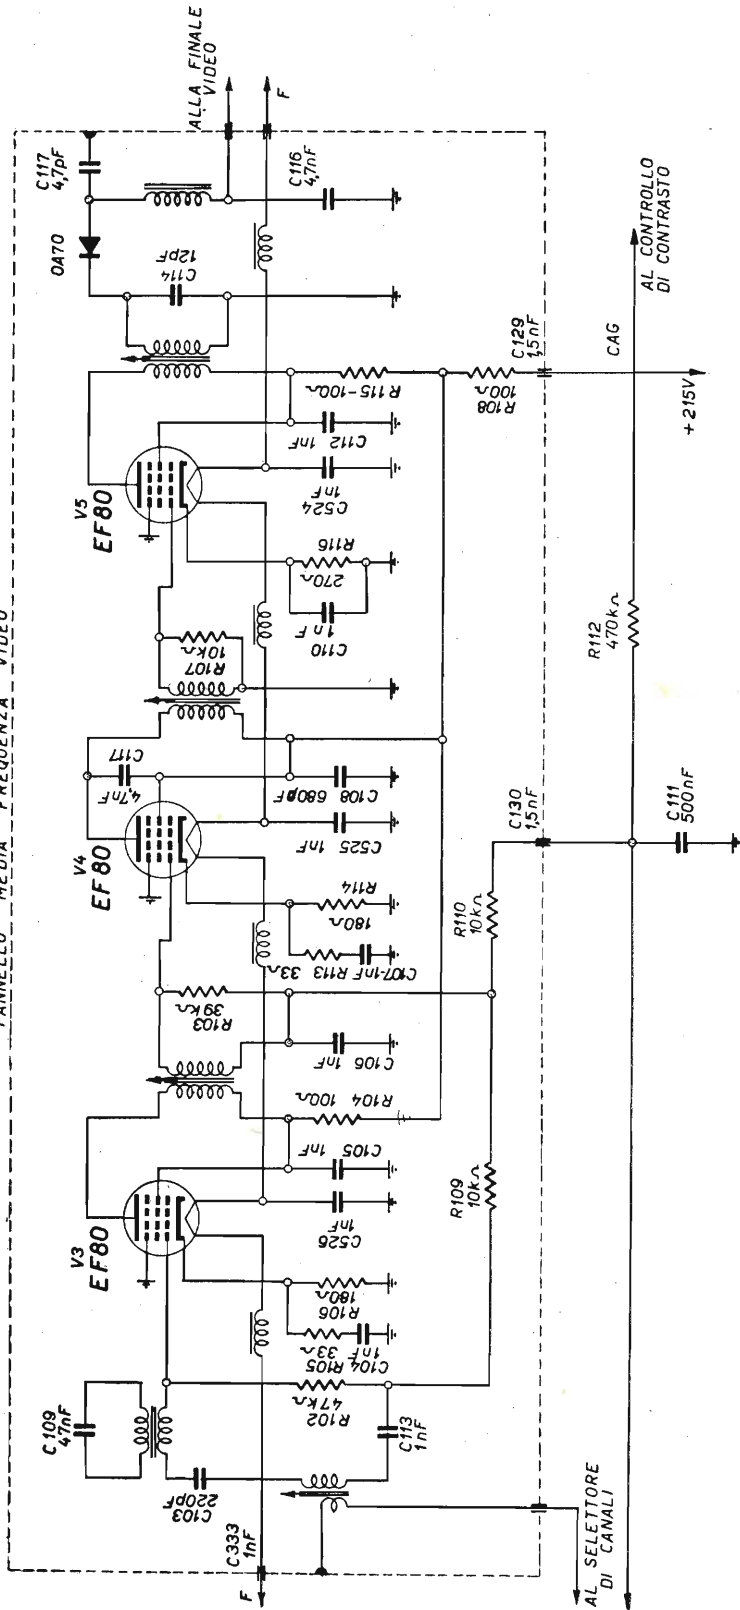 PANNELLO MEDIA FREQUENZA VIDEO
C109
47nF
C103
220pF
C333
1nF
F
AL SELETTORE
DI CANALI
R102
47kΩ
C113
1nF
V3
EF80
R105
33Ω
C104
1nF
R106
180Ω
C526
1nF
C105
1nF
R104
100Ω
R109
10kΩ
C106
1nF
R103
39kΩ
V4
EF80
R113
33Ω
C107-1nF
R114
180Ω
C525
1nF
C108
680pF
C117
4,7nF
R110
10kΩ
C130
1,5nF
C111
500nF
R107
10kΩ
V5
EF80
C110
1nF
R116
270Ω
C524
1nF
C112
1nF
R115-100Ω
R108
100Ω
C129
1,5nF
R112
470kΩ
CAG
+215V
AL CONTROLLO
DI CONTRASTO
C114
12pF
OA70
C117
4,7pF
C116
4,7nF
ALLA FINALE
VIDEO
F